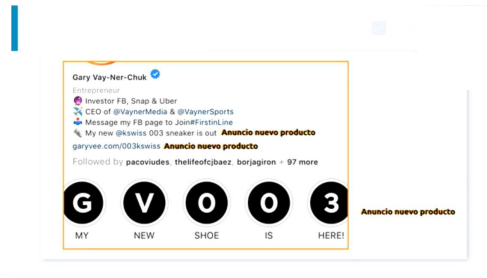 Gary Vay-Ner-Chuk
Entrepreneur
Investor FB, Snap & Uber
CEO of @VaynerMedia & @VaynerSports
Message my FB page to Join#FirstinLine
My new @kswiss 003 sneaker is out Anuncio nuevo producto
garyvee.com/003kswiss Anuncio nuevo producto
Followed by pacoviudes, thelifeofcjbaez, borjagiron + 97 more
G V 0 0 3
Anuncio nuevo producto
MY NEW SHOE IS HERE!